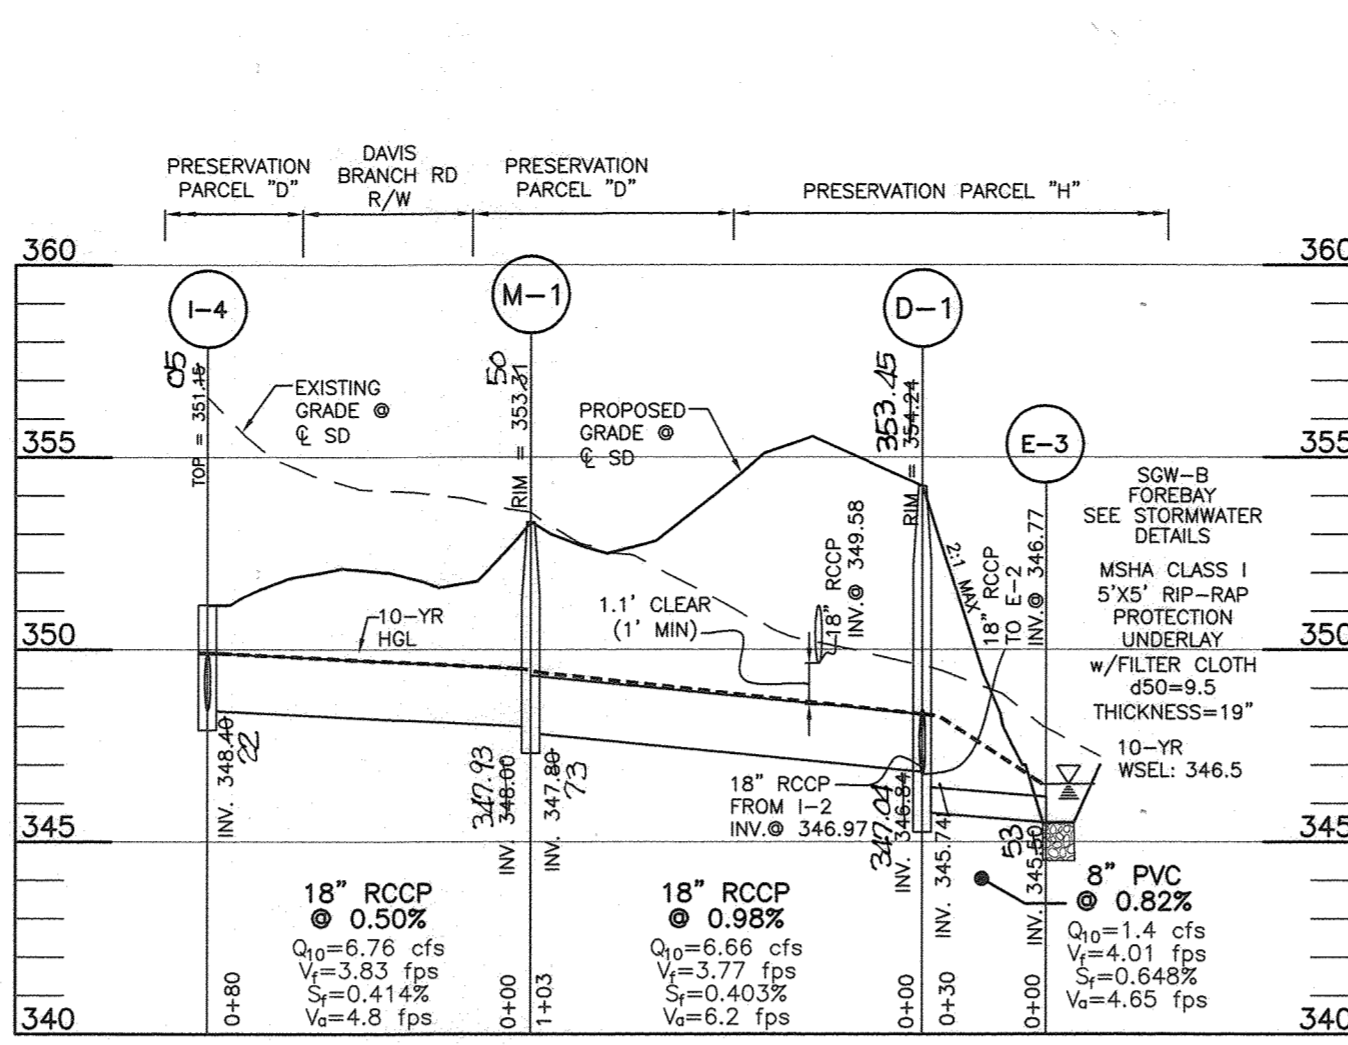 PRESERVATION
PARCEL "D"
DAVIS
BRANCH RD
R/W
PRESERVATION
PARCEL "D"
PRESERVATION PARCEL "H"
360
360
I-4
M-1
D-1
E-3
05
TOP = 351.15
EXISTING
GRADE @
℄ SD
50
RIM = 353.31
PROPOSED
GRADE @
℄ SD
353.45
RIM = 354.24
355
355
SGW-B
FOREBAY
SEE STORMWATER
DETAILS
MSHA CLASS I
5'X5' RIP-RAP
PROTECTION
UNDERLAY
w/FILTER CLOTH
d50=9.5
THICKNESS=19"
2:1 MAX
18" RCCP
TO E-2
INV.@ 346.77
18" RCCP
INV.@ 349.58
1.1' CLEAR
(1' MIN)
10-YR
HGL
350
350
10-YR
WSEL: 346.5
INV. 348.40
22
347.93
INV. 348.00
INV. 347.80
73
18" RCCP
FROM I-2
INV.@ 346.97
347.04
INV. 346.84
INV. 345.74
53
INV. 345.50
345
345
18" RCCP
@ 0.50%
Q10=6.76 cfs
Vf=3.83 fps
Sf=0.414%
Va=4.8 fps
18" RCCP
@ 0.98%
Q10=6.66 cfs
Vf=3.77 fps
Sf=0.403%
Va=6.2 fps
8" PVC
@ 0.82%
Q10=1.4 cfs
Vf=4.01 fps
Sf=0.648%
Va=4.65 fps
0+80
0+00
1+03
0+00
0+30
0+00
340
340